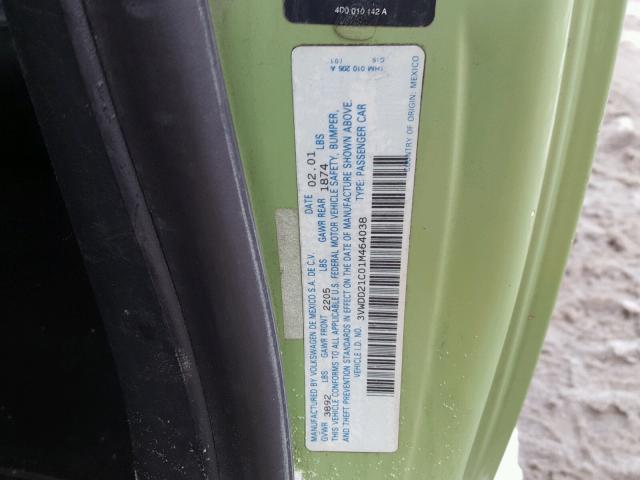 4D0 010 142 A
1HM 010 205 A
MANUFACTURED BY VOLKSWAGEN DE MEXICO S.A. DE C.V. DATE 02.01
GVWR 3892 LBS GAWR FRONT 2205 LBS GAWR REAR 1874 LBS
THIS VEHICLE CONFORMS TO ALL APPLICABLE U.S. FEDERAL MOTOR VEHICLE SAFETY, BUMPER,
AND THEFT PREVENTION STANDARDS IN EFFECT ON THE DATE OF MANUFACTURE SHOWN ABOVE.
VEHICLE I.D. NO. 3VWDD21C01M464038 TYPE: PASSENGER CAR
COUNTRY OF ORIGIN: MEXICO